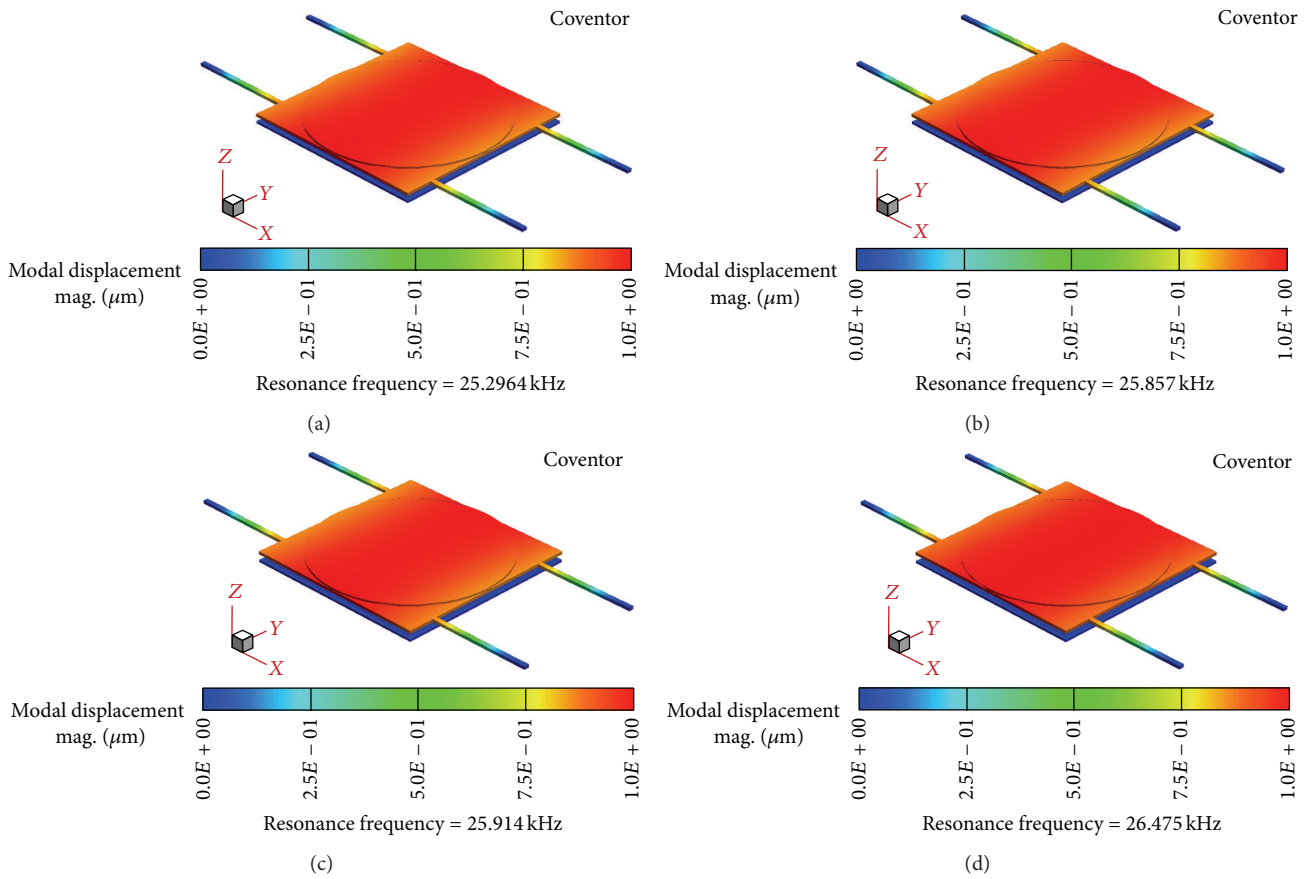 Coventor
Z
Y
X
Modal displacement
mag. (μm)
0.0E + 00
2.5E − 01
5.0E − 01
7.5E − 01
1.0E + 00
Resonance frequency = 25.2964 kHz
(a)
Coventor
Z
Y
X
Modal displacement
mag. (μm)
0.0E + 00
2.5E − 01
5.0E − 01
7.5E − 01
1.0E + 00
Resonance frequency = 25.857 kHz
(b)
Coventor
Z
Y
X
Modal displacement
mag. (μm)
0.0E + 00
2.5E − 01
5.0E − 01
7.5E − 01
1.0E + 00
Resonance frequency = 25.914 kHz
(c)
Coventor
Z
Y
X
Modal displacement
mag. (μm)
0.0E + 00
2.5E − 01
5.0E − 01
7.5E − 01
1.0E + 00
Resonance frequency = 26.475 kHz
(d)